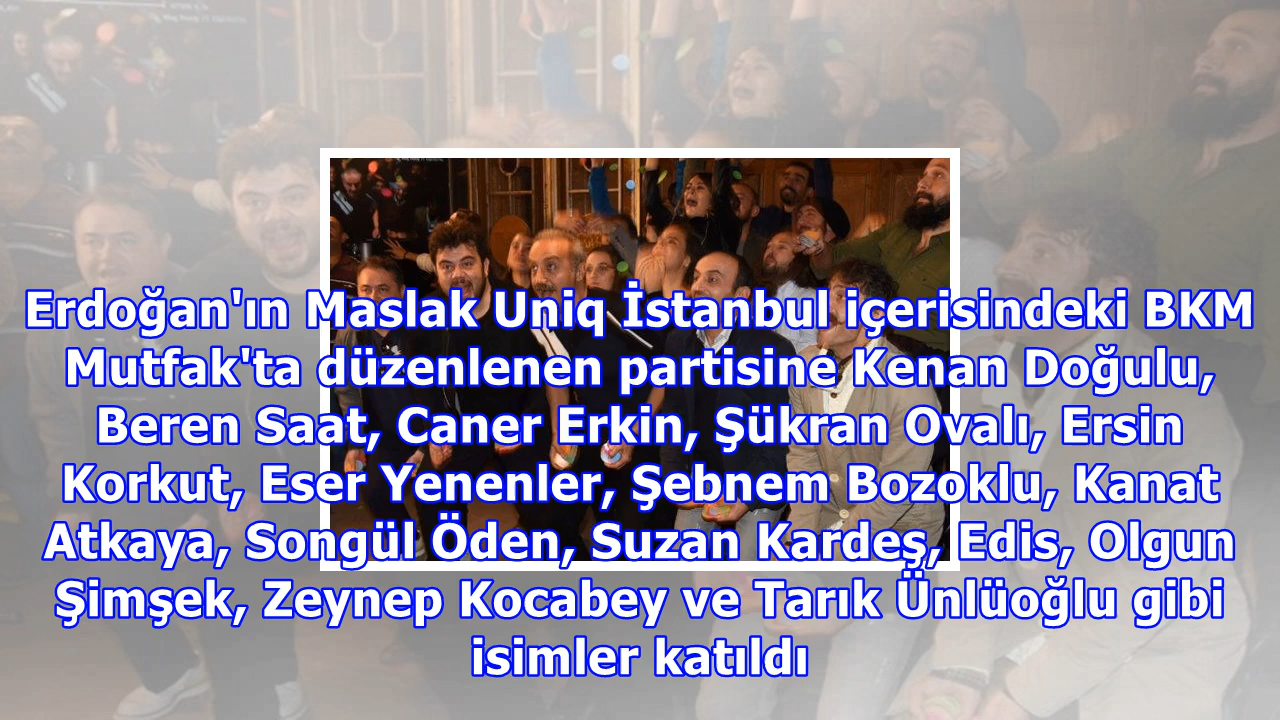 Erdoğan'ın Maslak Uniq İstanbul içerisindeki BKM
Mutfak'ta düzenlenen partisine Kenan Doğulu,
Beren Saat, Caner Erkin, Şükran Ovalı, Ersin
Korkut, Eser Yenenler, Şebnem Bozoklu, Kanat
Atkaya, Songül Öden, Suzan Kardeş, Edis, Olgun
Şimşek, Zeynep Kocabey ve Tarık Ünlüoğlu gibi
isimler katıldı